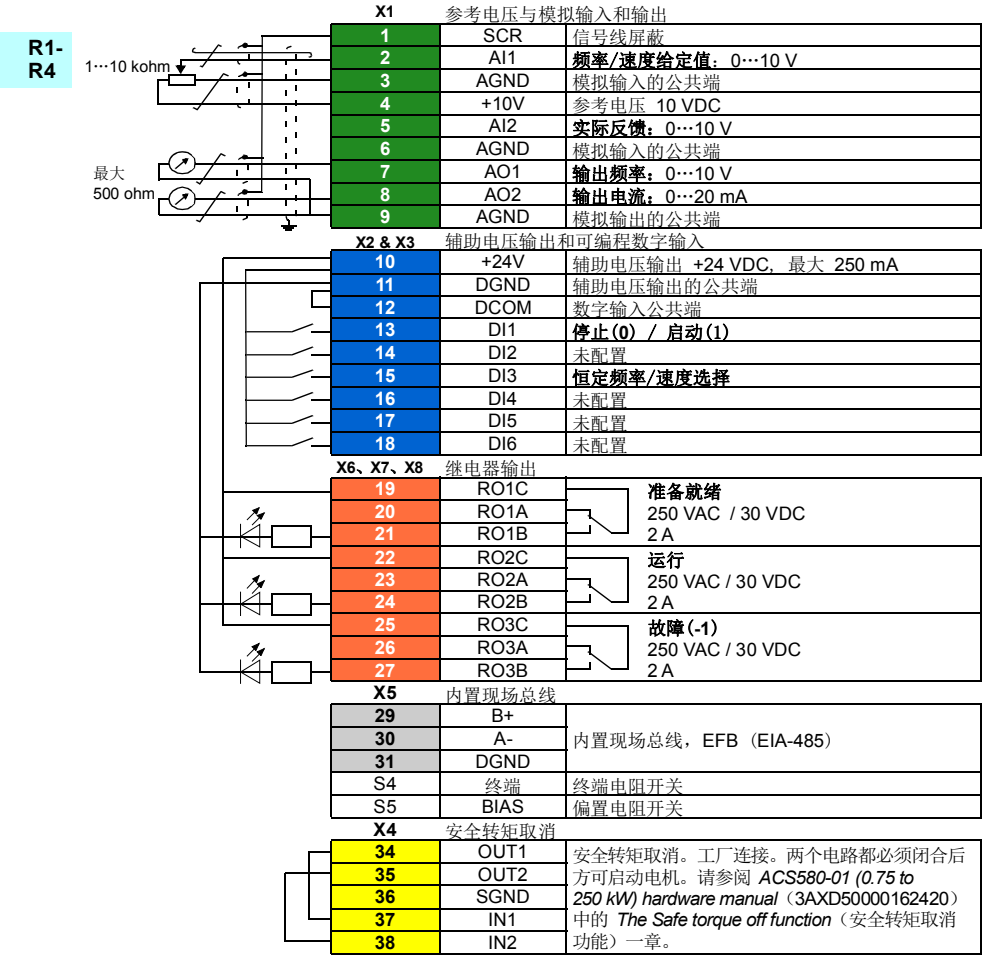 X1 参考电压与模拟输入和输出
R1-
R4
1 SCR 信号线屏蔽
1…10 kohm
2 AI1 频率/速度给定值：0…10 V
3 AGND 模拟输入的公共端
4 +10V 参考电压 10 VDC
5 AI2 实际反馈：0…10 V
6 AGND 模拟输入的公共端
最大
500 ohm
7 AO1 输出频率：0…10 V
8 AO2 输出电流：0…20 mA
9 AGND 模拟输出的公共端
X2 & X3 辅助电压输出和可编程数字输入
10 +24V 辅助电压输出 +24 VDC, 最大 250 mA
11 DGND 辅助电压输出的公共端
12 DCOM 数字输入公共端
13 DI1 停止(0) / 启动(1)
14 DI2 未配置
15 DI3 恒定频率/速度选择
16 DI4 未配置
17 DI5 未配置
18 DI6 未配置
X6、X7、X8 继电器输出
19 RO1C 准备就绪
20 RO1A 250 VAC / 30 VDC
21 RO1B 2 A
22 RO2C 运行
23 RO2A 250 VAC / 30 VDC
24 RO2B 2 A
25 RO3C 故障(-1)
26 RO3A 250 VAC / 30 VDC
27 RO3B 2 A
X5 内置现场总线
29 B+
30 A- 内置现场总线，EFB (EIA-485)
31 DGND
S4 终端 终端电阻开关
S5 BIAS 偏置电阻开关
X4 安全转矩取消
34 OUT1 安全转矩取消。工厂连接。两个电路都必须闭合后
35 OUT2 方可启动电机。请参阅 ACS580-01 (0.75 to
36 SGND 250 kW) hardware manual（3AXD50000162420）
37 IN1 中的 The Safe torque off function（安全转矩取消
38 IN2 功能）一章。